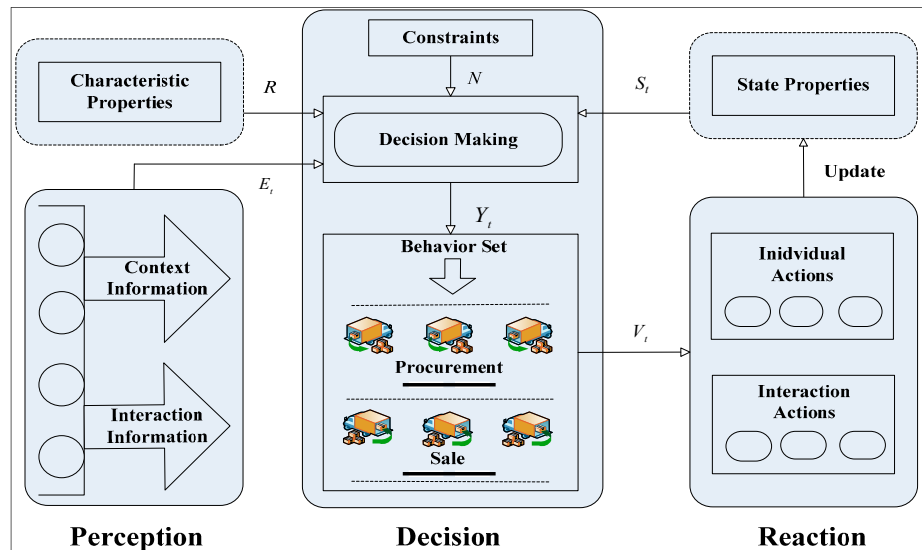 Constraints
Characteristic
Properties
R
N
S_t
State Properties
Decision Making
E_t
Update
Y_t
Behavior Set
Context
Information
Inidvidual
Actions
V_t
Procurement
Interaction
Information
Interaction
Actions
Sale
Perception
Decision
Reaction